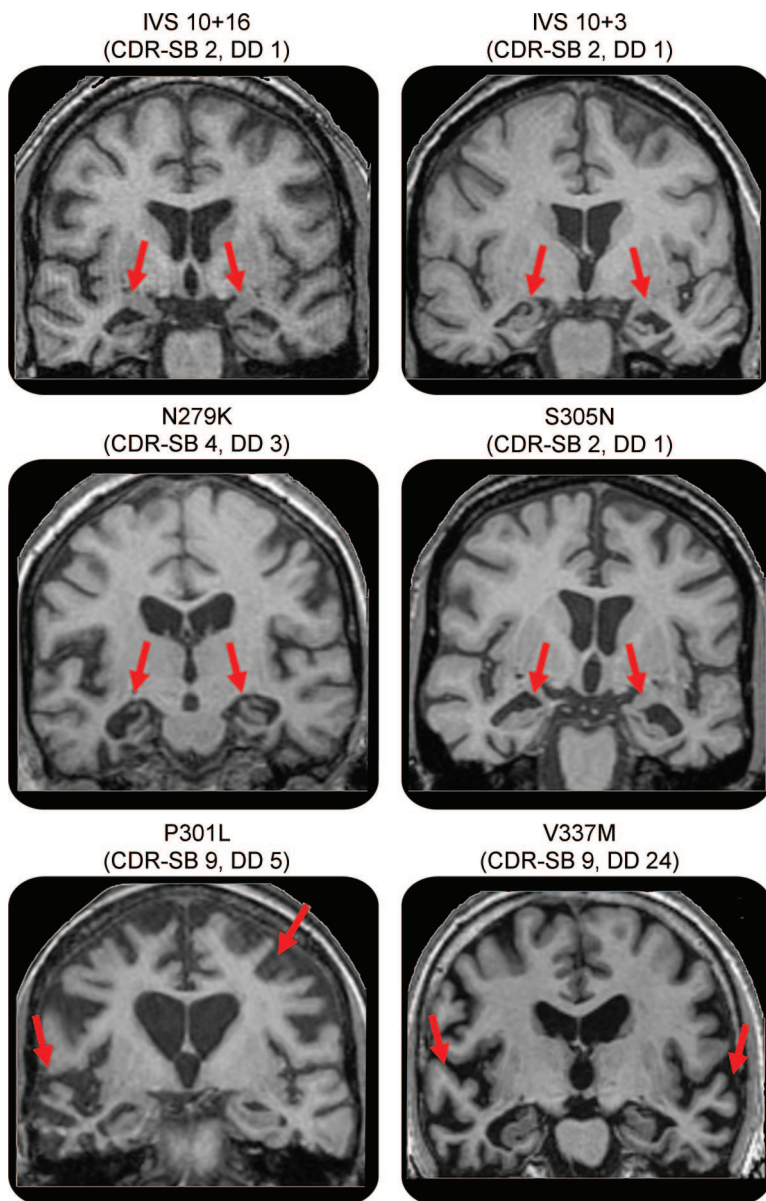 IVS 10+16
(CDR-SB 2, DD 1)
IVS 10+3
(CDR-SB 2, DD 1)
N279K
(CDR-SB 4, DD 3)
S305N
(CDR-SB 2, DD 1)
P301L
(CDR-SB 9, DD 5)
V337M
(CDR-SB 9, DD 24)